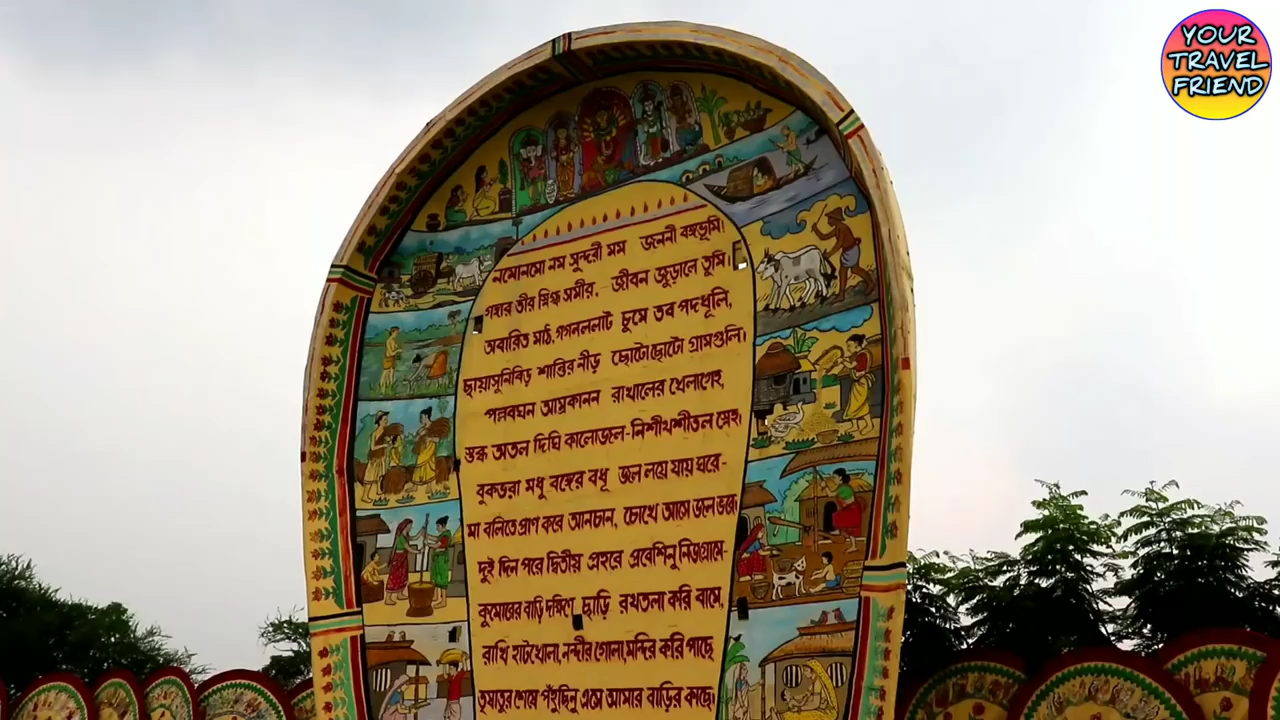 নমোনমো নম সুন্দরী মম জননী বঙ্গভূমি!
গঙ্গার তীর স্নিগ্ধ সমীর, জীবন জুড়ালে তুমি।
অবারিত মাঠ, গগনললাট চুমে তব পদধূলি,
ছায়াসুনিবিড় শান্তির নীড় ছোটোছোটো গ্রামগুলি।
পল্লবঘন আম্রকানন রাখালের খেলাগেহ,
স্তব্ধ অতল দিঘি কালোজল-নিশীথশীতল স্নেহ।
বুকভরা মধু বঙ্গের বধূ জল লয়ে যায় ঘরে-
মা বলিতে প্রাণ করে আনচান, চোখে আসে জল ভরে।
দুই দিন পরে দ্বিতীয় প্রহরে প্রবেশিনু নিজগ্রামে-
কুমোরের বাড়ি দক্ষিণে ছাড়ি রথতলা করি বামে,
রাখি হাটখোলা, নন্দীর গোলা, মন্দির করি পাছে
তৃষাতুর শেষে পঁহুছিনু এসে আমার বাড়ির কাছে।
YOUR
TRAVEL
FRIEND